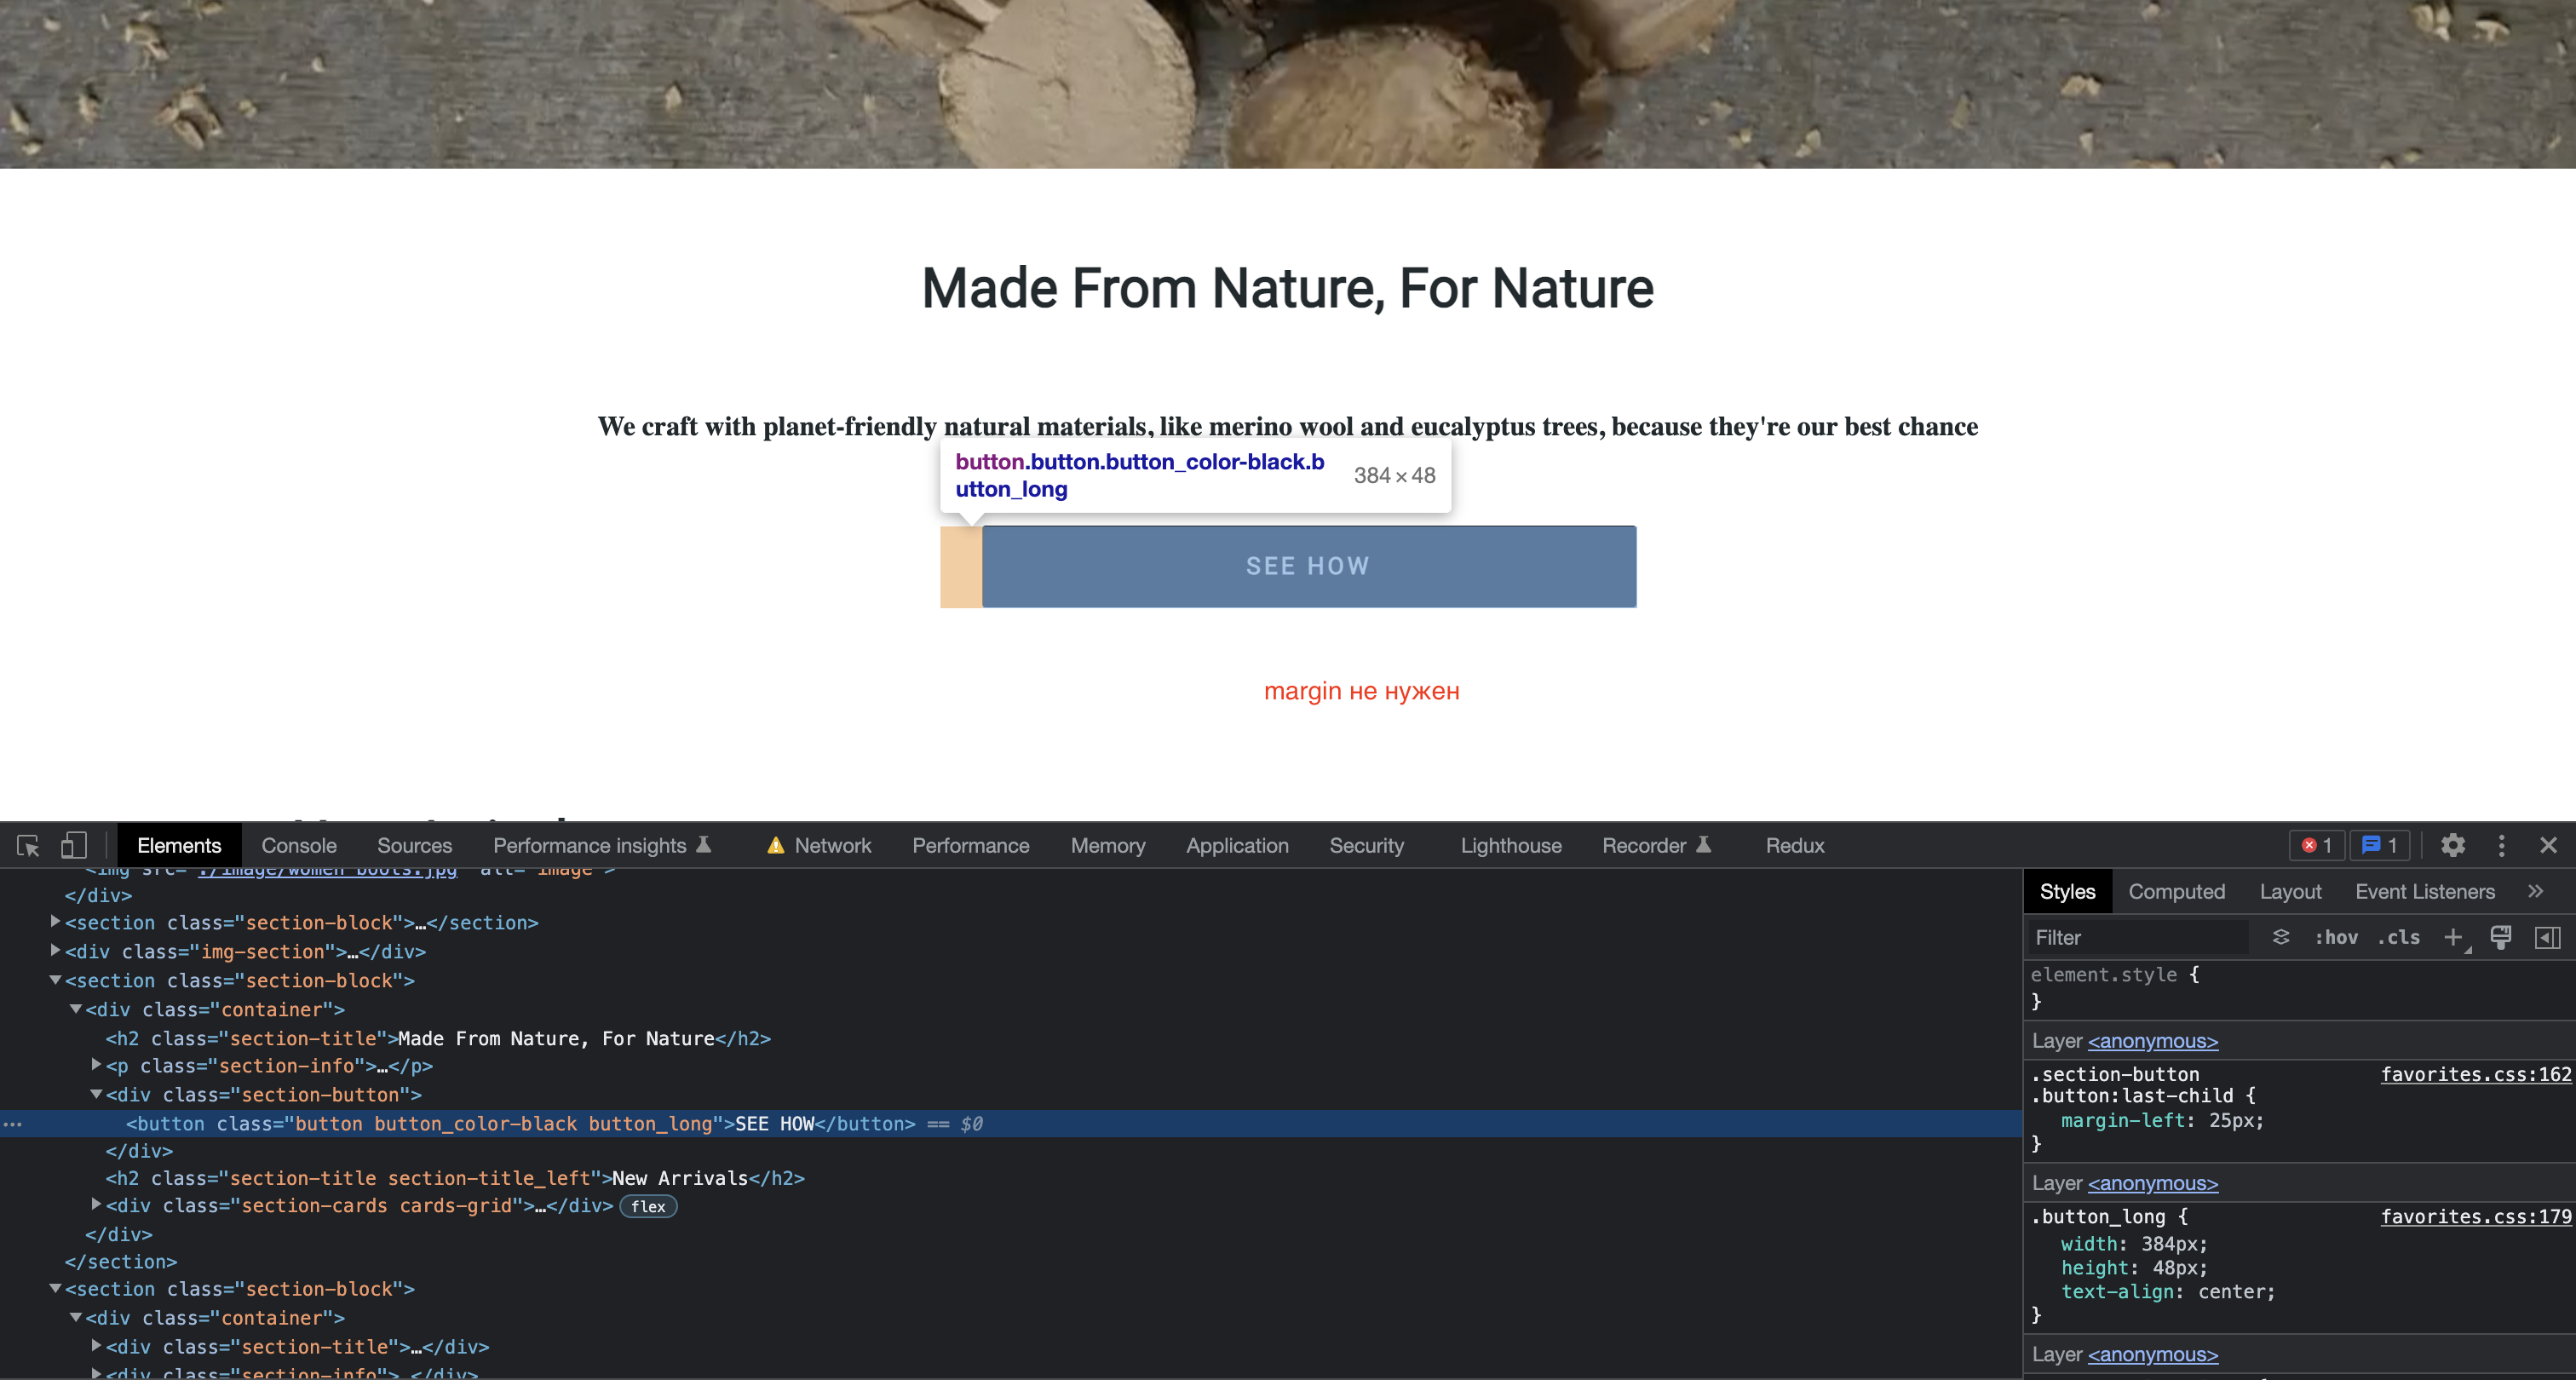 Made From Nature, For Nature
We craft with planet-friendly natural materials, like merino wool and eucalyptus trees, because they're our best chance
button.button.button_color-black.b
utton_long
384 × 48
SEE HOW
margin не нужен
Elements Console Sources Performance insights Network Performance Memory Application Security Lighthouse Recorder Redux 1 1
<img src="./image/women-boots.jpg" alt="image">
</div>
<section class="section-block">…</section>
<div class="img-section">…</div>
<section class="section-block">
<div class="container">
<h2 class="section-title">Made From Nature, For Nature</h2>
<p class="section-info">…</p>
<div class="section-button">
<button class="button button_color-black button_long">SEE HOW</button> == $0
</div>
<h2 class="section-title section-title_left">New Arrivals</h2>
<div class="section-cards cards-grid">…</div> flex
</div>
</section>
<section class="section-block">
<div class="container">
<div class="section-title">…</div>
<div class="section-info">…</div>
Styles Computed Layout Event Listeners »
Filter :hov .cls +
element.style {
}
Layer <anonymous>
.section-button favorites.css:162
.button:last-child {
margin-left: 25px;
}
Layer <anonymous>
.button_long { favorites.css:179
width: 384px;
height: 48px;
text-align: center;
}
Layer <anonymous>